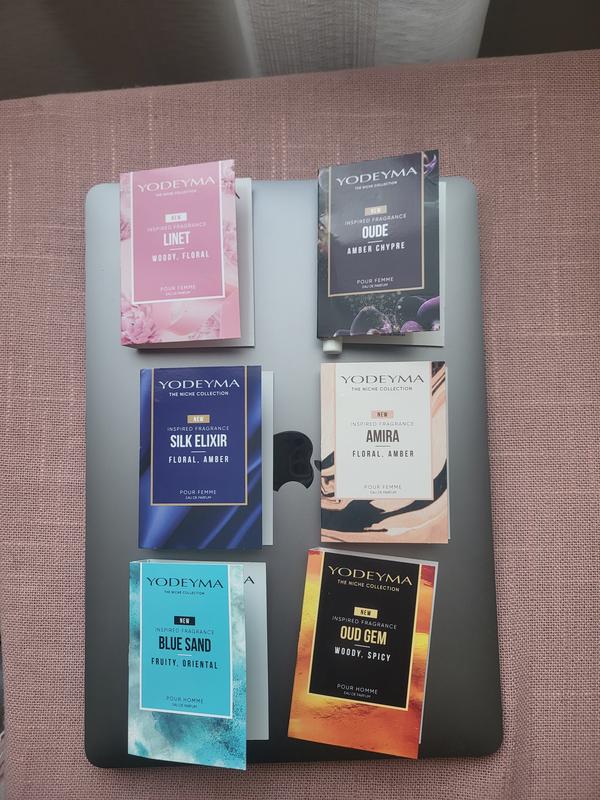 YODEYMA
THE NICHE COLLECTION
NEW
INSPIRED FRAGRANCE
LINET
WOODY, FLORAL
POUR FEMME
EAU DE PARFUM
YODEYMA
THE NICHE COLLECTION
NEW
INSPIRED FRAGRANCE
OUDE
AMBER CHYPRE
POUR FEMME
EAU DE PARFUM
YODEYMA
THE NICHE COLLECTION
NEW
INSPIRED FRAGRANCE
SILK ELIXIR
FLORAL, AMBER
POUR FEMME
EAU DE PARFUM
YODEYMA
THE NICHE COLLECTION
NEW
INSPIRED FRAGRANCE
AMIRA
FLORAL, AMBER
POUR FEMME
EAU DE PARFUM
YODEYMA
THE NICHE COLLECTION
NEW
INSPIRED FRAGRANCE
BLUE SAND
FRUITY, ORIENTAL
POUR HOMME
EAU DE PARFUM
YODEYMA
THE NICHE COLLECTION
NEW
INSPIRED FRAGRANCE
OUD GEM
WOODY, SPICY
POUR HOMME
EAU DE PARFUM